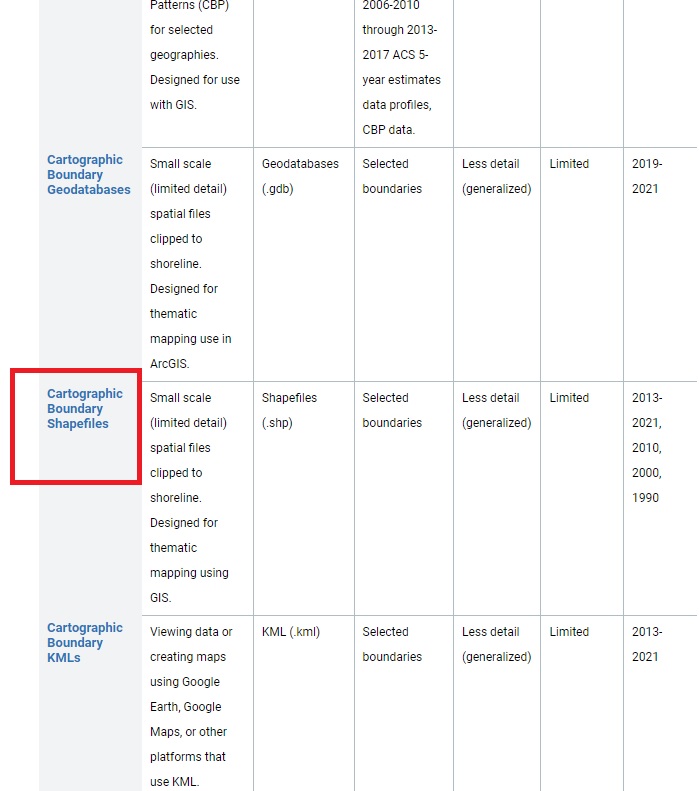 Patterns (CBP)
for selected
geographies.
Designed for use
with GIS.
2006-2010
through 2013-
2017 ACS 5-
year estimates
data profiles,
CBP data.
Cartographic
Boundary
Geodatabases
Small scale
(limited detail)
spatial files
clipped to
shoreline.
Designed for
thematic
mapping use in
ArcGIS.
Geodatabases
(.gdb)
Selected
boundaries
Less detail
(generalized)
Limited
2019-
2021
Cartographic
Boundary
Shapefiles
Small scale
(limited detail)
spatial files
clipped to
shoreline.
Designed for
thematic
mapping using
GIS.
Shapefiles
(.shp)
Selected
boundaries
Less detail
(generalized)
Limited
2013-
2021,
2010,
2000,
1990
Cartographic
Boundary
KMLs
Viewing data or
creating maps
using Google
Earth, Google
Maps, or other
platforms that
use KML.
KML (.kml)
Selected
boundaries
Less detail
(generalized)
Limited
2013-
2021